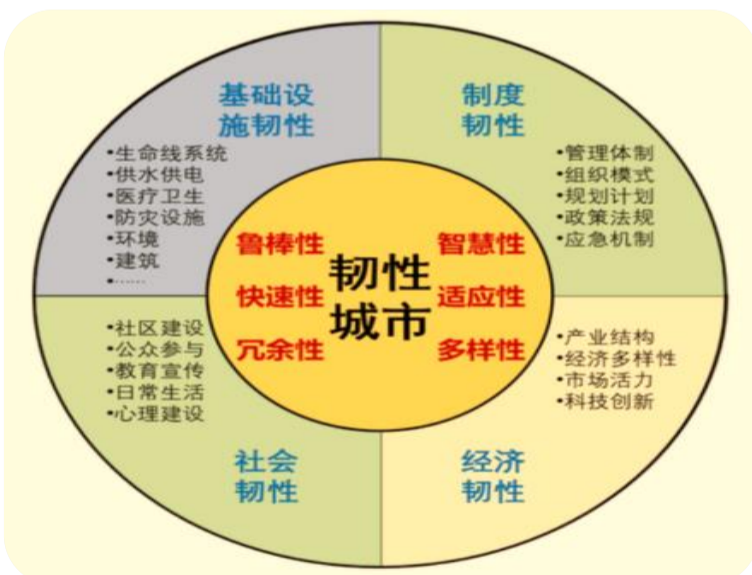 基础设
施韧性
•生命线系统
•供水供电
•医疗卫生
•防灾设施
•环境
•建筑
•……
制度
韧性
•管理体制
•组织模式
•规划计划
•政策法规
•应急机制
鲁棒性
快速性
冗余性
韧性
城市
智慧性
适应性
多样性
•社区建设
•公众参与
•教育宣传
•日常生活
•心理建设
社会
韧性
•产业结构
•经济多样性
•市场活力
•科技创新
经济
韧性